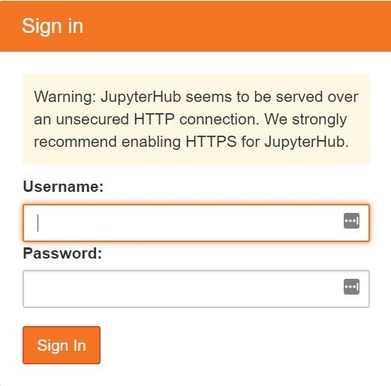 Sign in
Warning: JupyterHub seems to be served over
an unsecured HTTP connection. We strongly
recommend enabling HTTPS for JupyterHub.
Username:
Password:
Sign In